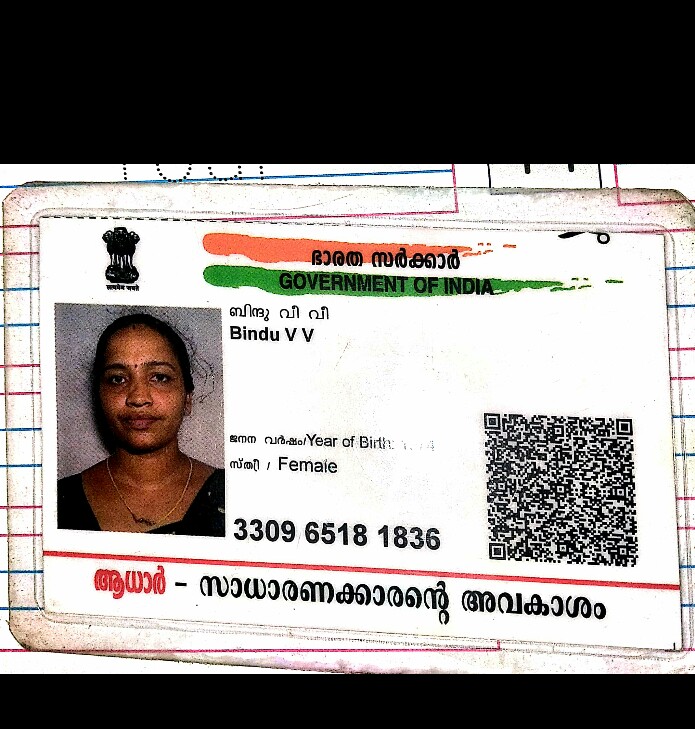 ഭാരത സർക്കാർ
GOVERNMENT OF INDIA
सत्यमेव जयते
ബിന്ദു വീ വീ
Bindu V V
ജനന വർഷം/Year of Birth:
സ്ത്രീ / Female
3309 6518 1836
ആധാർ – സാധാരണക്കാരന്റെ അവകാശം